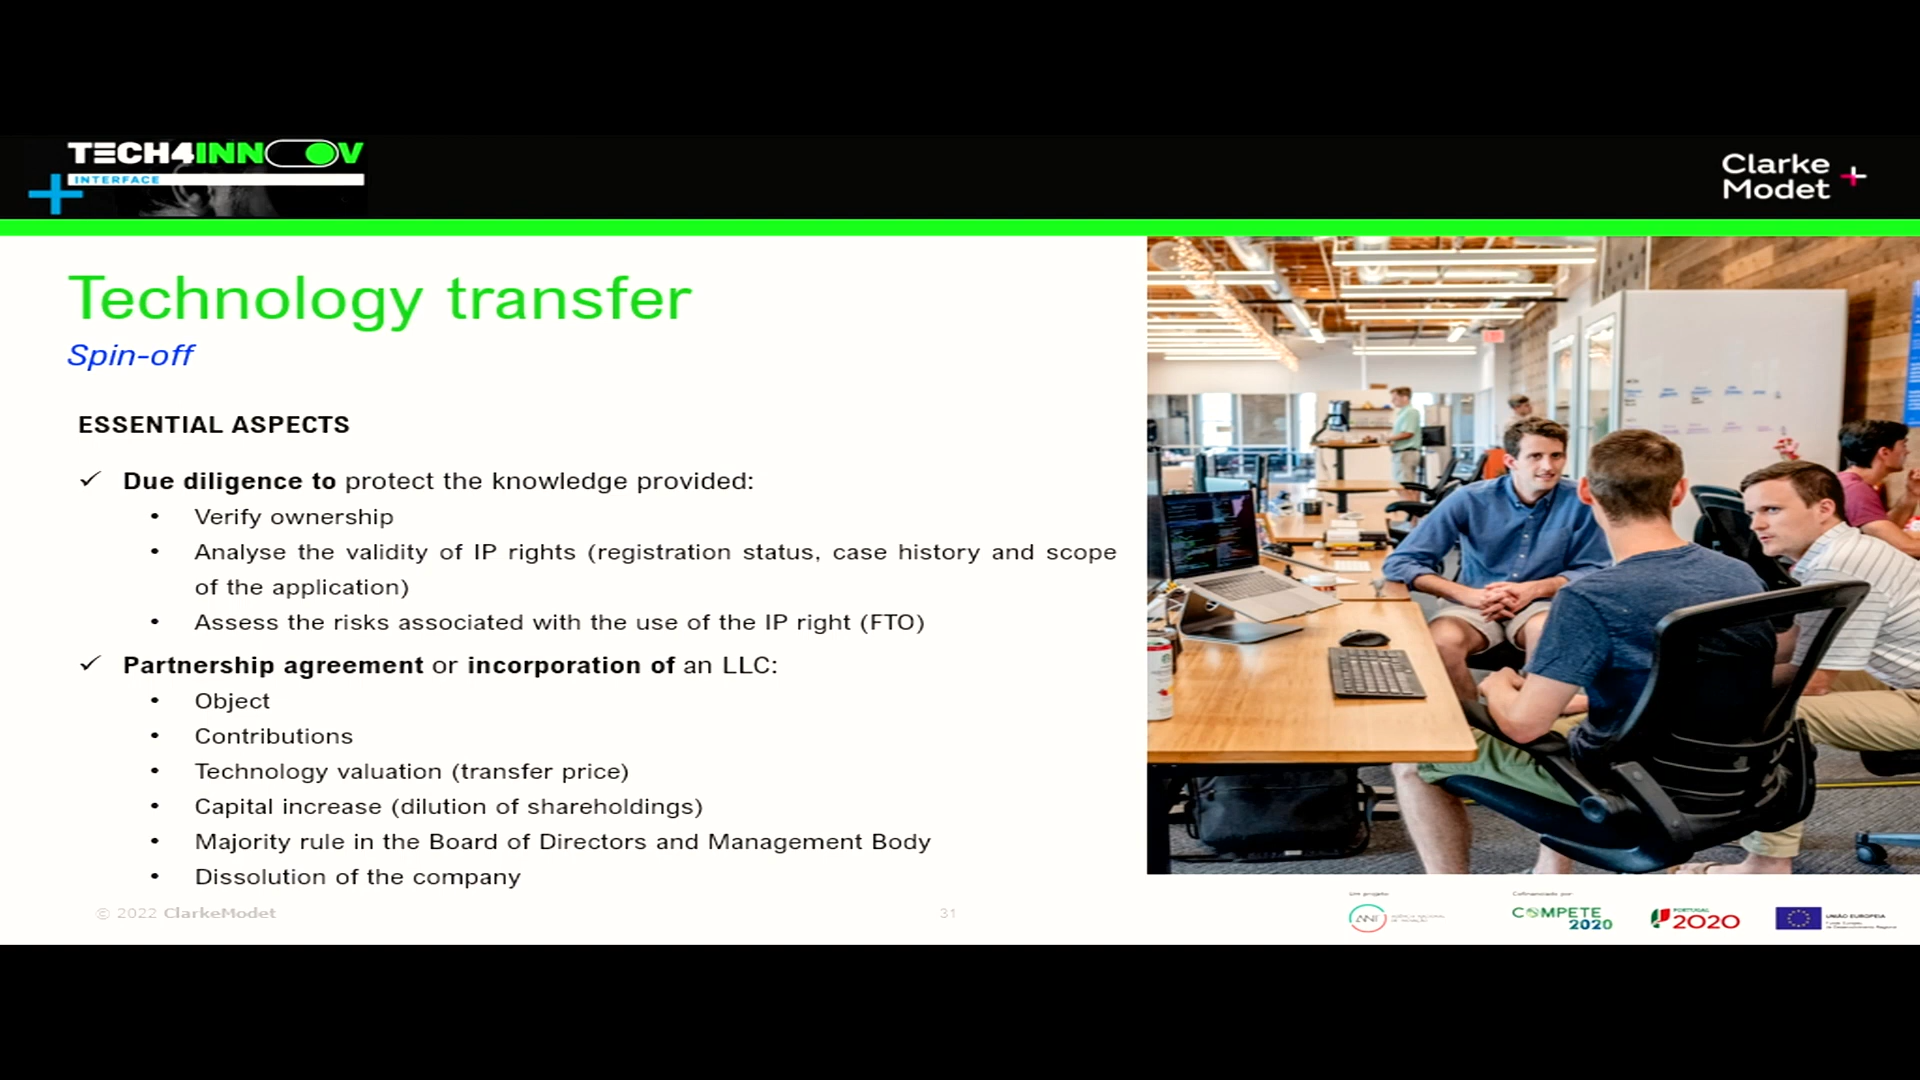 TECH4INNOV
INTERFACE
Clarke
Modet
Technology transfer
Spin-off
ESSENTIAL ASPECTS
✓ Due diligence to protect the knowledge provided:
• Verify ownership
• Analyse the validity of IP rights (registration status, case history and scope
of the application)
• Assess the risks associated with the use of the IP right (FTO)
✓ Partnership agreement or incorporation of an LLC:
• Object
• Contributions
• Technology valuation (transfer price)
• Capital increase (dilution of shareholdings)
• Majority rule in the Board of Directors and Management Body
• Dissolution of the company
© 2022 ClarkeModet
31
Um projeto
Cofinanciado por:
ANI
COMPETE
2020
PORTUGAL
2020
UNIÃO EUROPEIA